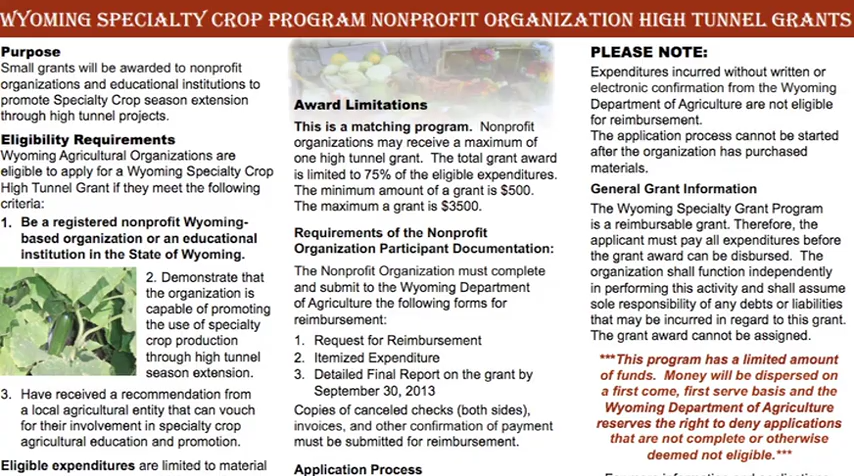 WYOMING SPECIALTY CROP PROGRAM NONPROFIT ORGANIZATION HIGH TUNNEL GRANTS
Purpose
Small grants will be awarded to nonprofit
organizations and educational institutions to
promote Specialty Crop season extension
through high tunnel projects.
Eligibility Requirements
Wyoming Agricultural Organizations are
eligible to apply for a Wyoming Specialty Crop
High Tunnel Grant if they meet the following
criteria:
1. Be a registered nonprofit Wyoming-
based organization or an educational
institution in the State of Wyoming.
2. Demonstrate that
the organization is
capable of promoting
the use of specialty
crop production
through high tunnel
season extension.
3. Have received a recommendation from
a local agricultural entity that can vouch
for their involvement in specialty crop
agricultural education and promotion.
Eligible expenditures are limited to material
Award Limitations
This is a matching program. Nonprofit
organizations may receive a maximum of
one high tunnel grant. The total grant award
is limited to 75% of the eligible expenditures.
The minimum amount of a grant is $500.
The maximum a grant is $3500.
Requirements of the Nonprofit
Organization Participant Documentation:
The Nonprofit Organization must complete
and submit to the Wyoming Department
of Agriculture the following forms for
reimbursement:
1. Request for Reimbursement
2. Itemized Expenditure
3. Detailed Final Report on the grant by
September 30, 2013
Copies of canceled checks (both sides),
invoices, and other confirmation of payment
must be submitted for reimbursement.
Application Process
PLEASE NOTE:
Expenditures incurred without written or
electronic confirmation from the Wyoming
Department of Agriculture are not eligible
for reimbursement.
The application process cannot be started
after the organization has purchased
materials.
General Grant Information
The Wyoming Specialty Grant Program
is a reimbursable grant. Therefore, the
applicant must pay all expenditures before
the grant award can be disbursed. The
organization shall function independently
in performing this activity and shall assume
sole responsibility of any debts or liabilities
that may be incurred in regard to this grant.
The grant award cannot be assigned.
***This program has a limited amount
of funds. Money will be dispersed on
a first come, first serve basis and the
Wyoming Department of Agriculture
reserves the right to deny applications
that are not complete or otherwise
deemed not eligible.***